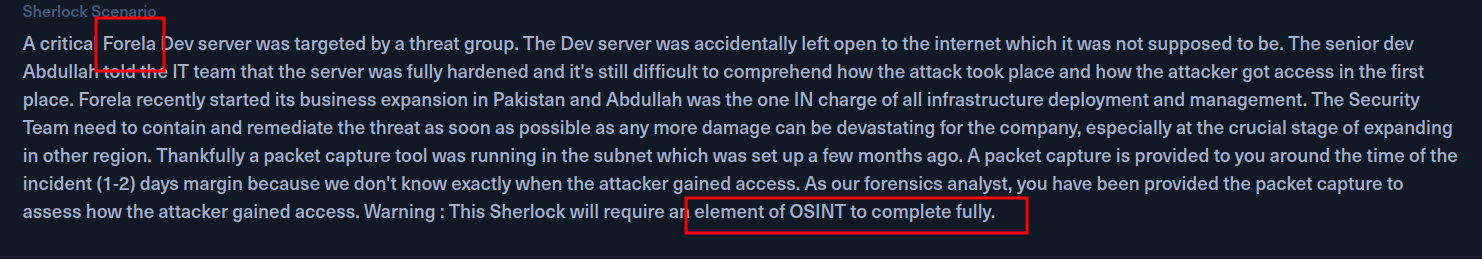 Sherlock Scenario
A critical Forela Dev server was targeted by a threat group. The Dev server was accidentally left open to the internet which it was not supposed to be. The senior dev
Abdullah told the IT team that the server was fully hardened and it's still difficult to comprehend how the attack took place and how the attacker got access in the first
place. Forela recently started its business expansion in Pakistan and Abdullah was the one IN charge of all infrastructure deployment and management. The Security
Team need to contain and remediate the threat as soon as possible as any more damage can be devastating for the company, especially at the crucial stage of expanding
in other region. Thankfully a packet capture tool was running in the subnet which was set up a few months ago. A packet capture is provided to you around the time of the
incident (1-2) days margin because we don't know exactly when the attacker gained access. As our forensics analyst, you have been provided the packet capture to
assess how the attacker gained access. Warning : This Sherlock will require an element of OSINT to complete fully.